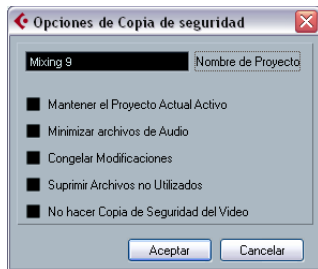 Opciones de Copia de seguridad
Mixing 9 Nombre de Proyecto
Mantener el Proyecto Actual Activo
Minimizar archivos de Audio
Congelar Modificaciones
Suprimir Archivos no Utilizados
No hacer Copia de Seguridad del Video
Aceptar Cancelar